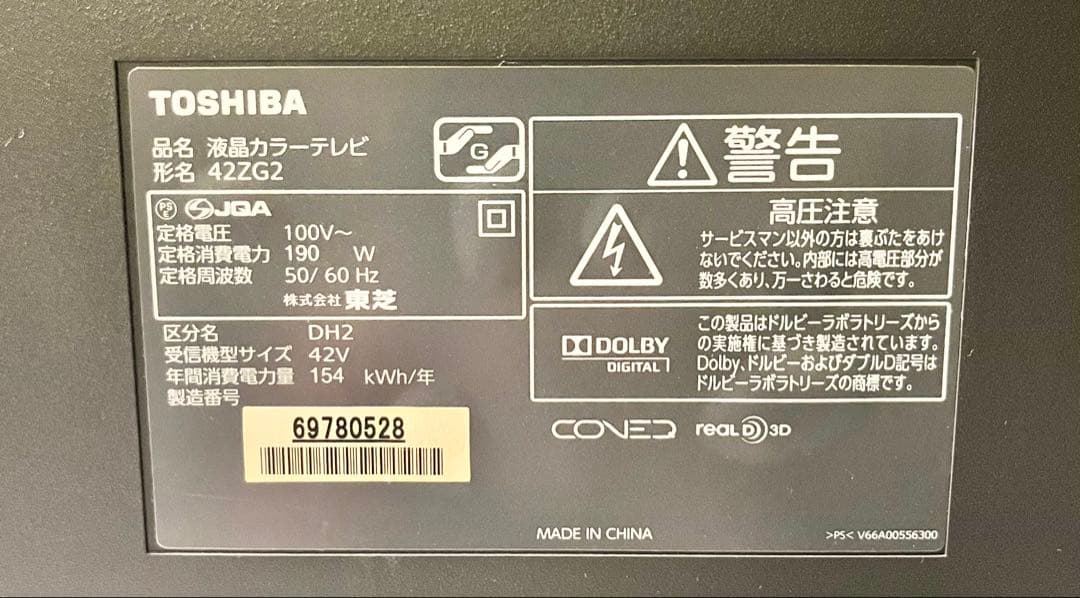 TOSHIBA
品名 液晶カラーテレビ
形名 42ZG2
G
PS
E
JQA
定格電圧 100V～
定格消費電力 190 W
定格周波数 50/60 Hz
株式会社 東芝
区分名 DH2
受信機型サイズ 42V
年間消費電力量 154 kWh/年
製造番号
69780528
警告
高圧注意
サービスマン以外の方は裏ぶたをあけ
ないでください。内部には高電圧部分が
数多くあり、万一さわると危険です。
DOLBY
DIGITAL
この製品はドルビーラボラトリーズから
の実施権に基づき製造されています。
Dolby、ドルビーおよびダブルD記号は
ドルビーラボラトリーズの商標です。
CONEQ
REAL D 3D
MADE IN CHINA
>PS< V66A00556300